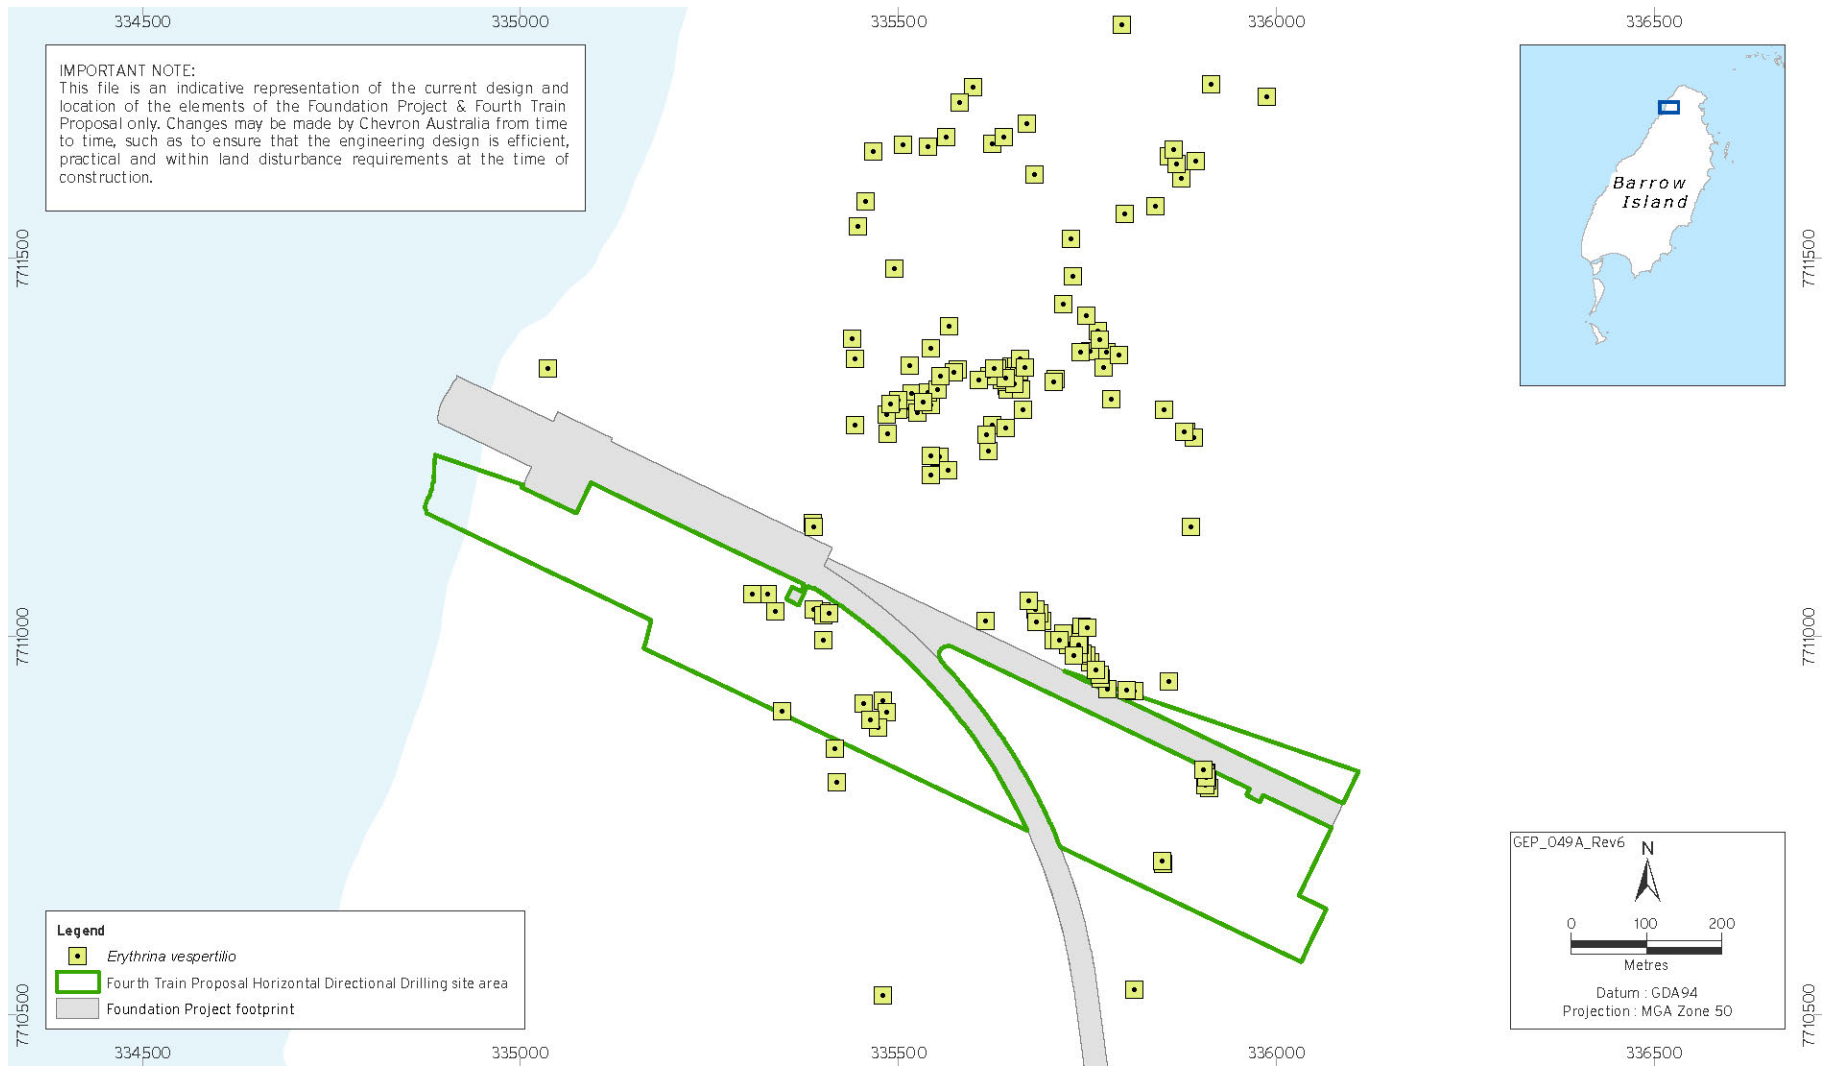 334500
335000
335500
336000
336500
IMPORTANT NOTE:
This file is an indicative representation of the current design and
location of the elements of the Foundation Project & Fourth Train
Proposal only. Changes may be made by Chevron Australia from time
to time, such as to ensure that the engineering design is efficient,
practical and within land disturbance requirements at the time of
construction.
Barrow
Island
7711500
7711500
7711000
7711000
GEP_049A_Rev6
N
0 100 200
Metres
Datum : GDA94
Projection : MGA Zone 50
Legend
Erythrina vespertilio
Fourth Train Proposal Horizontal Directional Drilling site area
Foundation Project footprint
7710500
7710500
334500
335000
335500
336000
336500